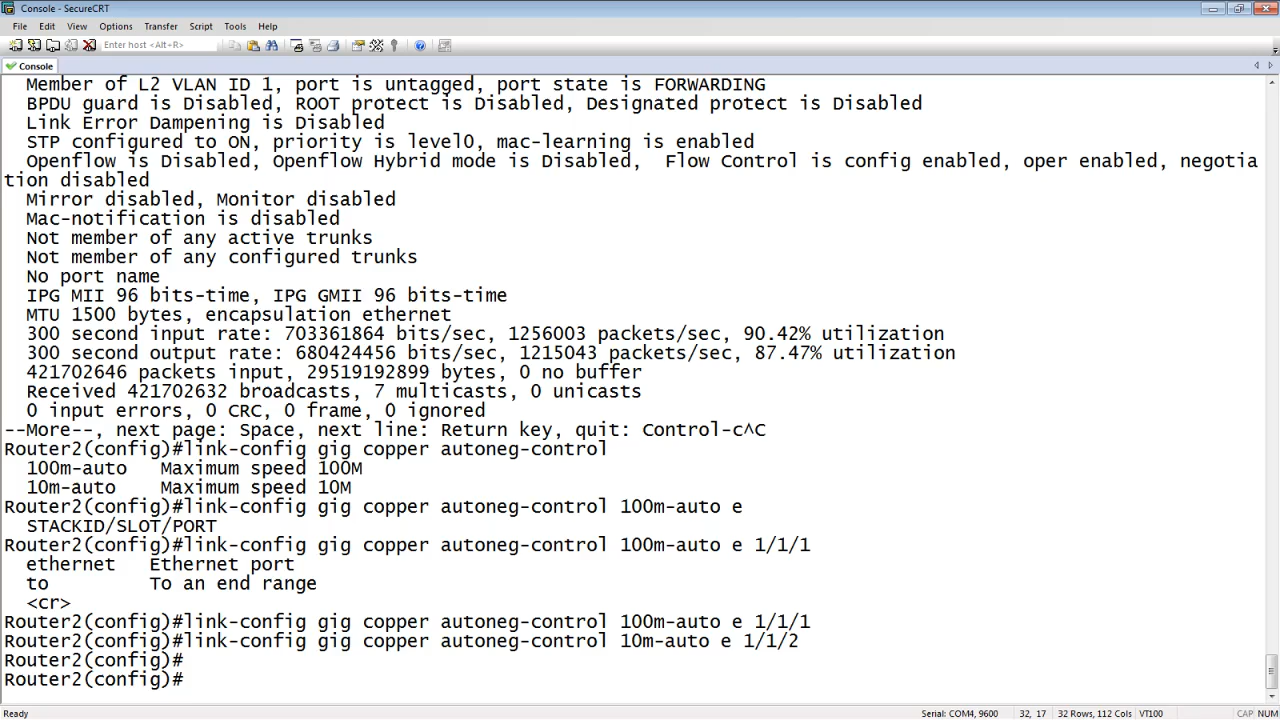 Console - SecureCRT
File Edit View Options Transfer Script Tools Help
Enter host <Alt+R>
Console
Member of L2 VLAN ID 1, port is untagged, port state is FORWARDING
BPDU guard is Disabled, ROOT protect is Disabled, Designated protect is Disabled
Link Error Dampening is Disabled
STP configured to ON, priority is level0, mac-learning is enabled
Openflow is Disabled, Openflow Hybrid mode is Disabled,  Flow Control is config enabled, oper enabled, negotia
tion disabled
Mirror disabled, Monitor disabled
Mac-notification is disabled
Not member of any active trunks
Not member of any configured trunks
No port name
IPG MII 96 bits-time, IPG GMII 96 bits-time
MTU 1500 bytes, encapsulation ethernet
300 second input rate: 703361864 bits/sec, 1256003 packets/sec, 90.42% utilization
300 second output rate: 680424456 bits/sec, 1215043 packets/sec, 87.47% utilization
421702646 packets input, 29519192899 bytes, 0 no buffer
Received 421702632 broadcasts, 7 multicasts, 0 unicasts
0 input errors, 0 CRC, 0 frame, 0 ignored
--More--, next page: Space, next line: Return key, quit: Control-c^C
Router2(config)#link-config gig copper autoneg-control
100m-auto   Maximum speed 100M
10m-auto    Maximum speed 10M
Router2(config)#link-config gig copper autoneg-control 100m-auto e
STACKID/SLOT/PORT
Router2(config)#link-config gig copper autoneg-control 100m-auto e 1/1/1
ethernet   Ethernet port
to         To an end range
<cr>
Router2(config)#link-config gig copper autoneg-control 100m-auto e 1/1/1
Router2(config)#link-config gig copper autoneg-control 10m-auto e 1/1/2
Router2(config)#
Router2(config)#
Ready Serial: COM4, 9600 32, 17 32 Rows, 112 Cols VT100 CAP NUM